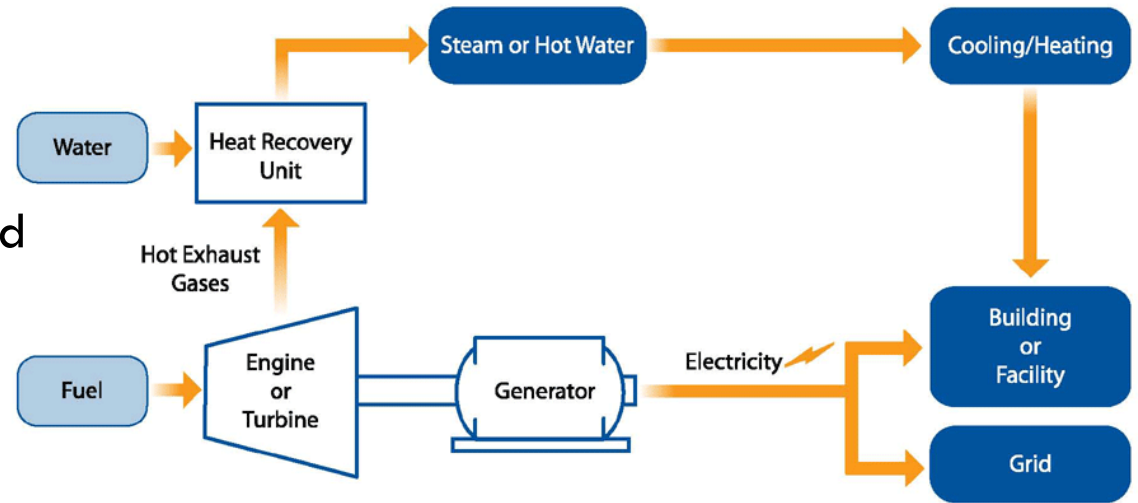 Steam or Hot Water
Cooling/Heating
Water
Heat Recovery
Unit
d
Hot Exhaust
Gases
Fuel
Engine
or
Turbine
Generator
Electricity
Building
or
Facility
Grid